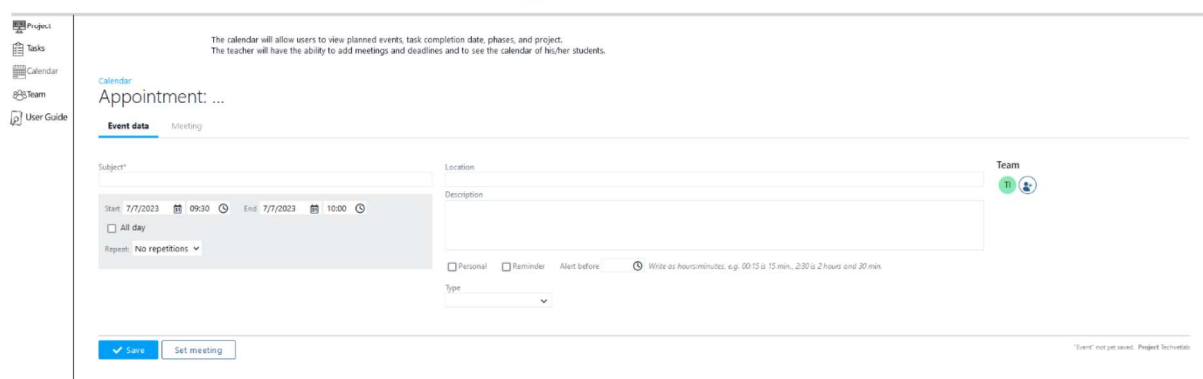 Project
Tasks
Calendar
Team
User Guide
The calendar will allow users to view planned events, task completion date, phases, and project.
The teacher will have the ability to add meetings and deadlines and to see the calendar of his/her students.
Calendar
Appointment: ...
Event data Meeting
Subject*
Start 7/7/2023 09:30 End 7/7/2023 10:00
All day
Repeat: No repetitions
Location
Description
Personal Reminder Alert before Write as hours:minutes, e.g. 00:15 is 15 min., 2:30 is 2 hours and 30 min.
Type
Team
TI
Save Set meeting
"Event" not yet saved. Project Techvetlab